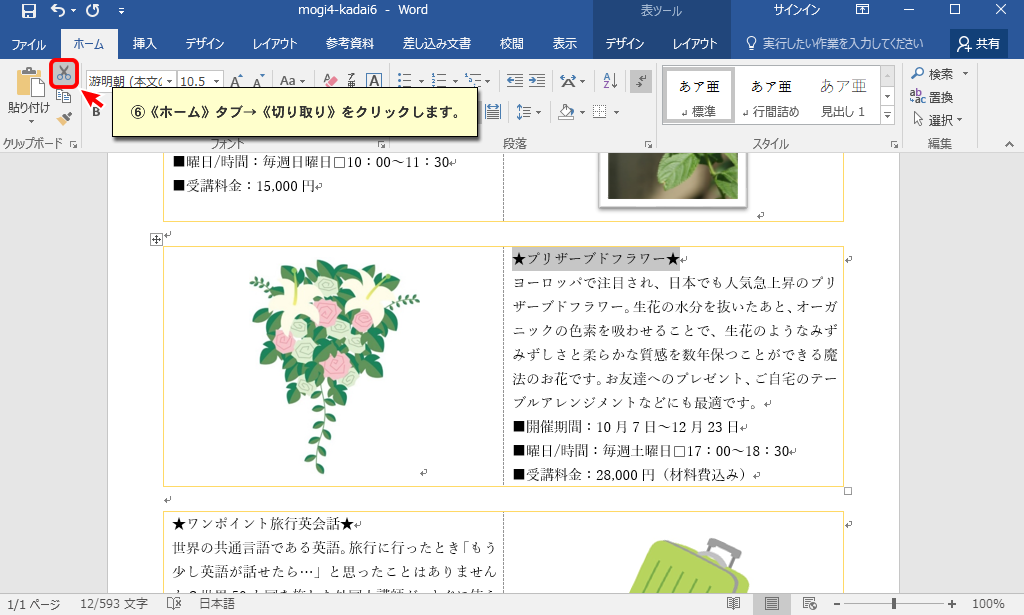 mogi4-kadai6 - Word
表ツール
サインイン
ファイル
ホーム
挿入
デザイン
レイアウト
参考資料
差し込み文書
校閲
表示
デザイン
レイアウト
実行したい作業を入力してください
共有
貼り付け
游明朝 (本文の
10.5
A A Aa A A
B
⑥《ホーム》タブ→《切り取り》をクリックします。
あア亜
標準
あア亜
行間詰め
あア亜
見出し 1
検索
置換
選択
クリップボード
フォント
段落
スタイル
編集
■曜日/時間：毎週日曜日□10：00～11：30
■受講料金：15,000 円
★プリザーブドフラワー★
ヨーロッパで注目され、日本でも人気急上昇のプリ
ザーブドフラワー。生花の水分を抜いたあと、オーガ
ニックの色素を吸わせることで、生花のようなみず
みずしさと柔らかな質感を数年保つことができる魔
法のお花です。お友達へのプレゼント、ご自宅のテー
ブルアレンジメントなどにも最適です。
■開催期間：10 月 7 日～12 月 23 日
■曜日/時間：毎週土曜日□17：00～18：30
■受講料金：28,000 円（材料費込み）
★ワンポイント旅行英会話★
世界の共通言語である英語。旅行に行ったとき「もう
少し英語が話せたら…」と思ったことはありません
1/1 ページ
12/593 文字
日本語
100%